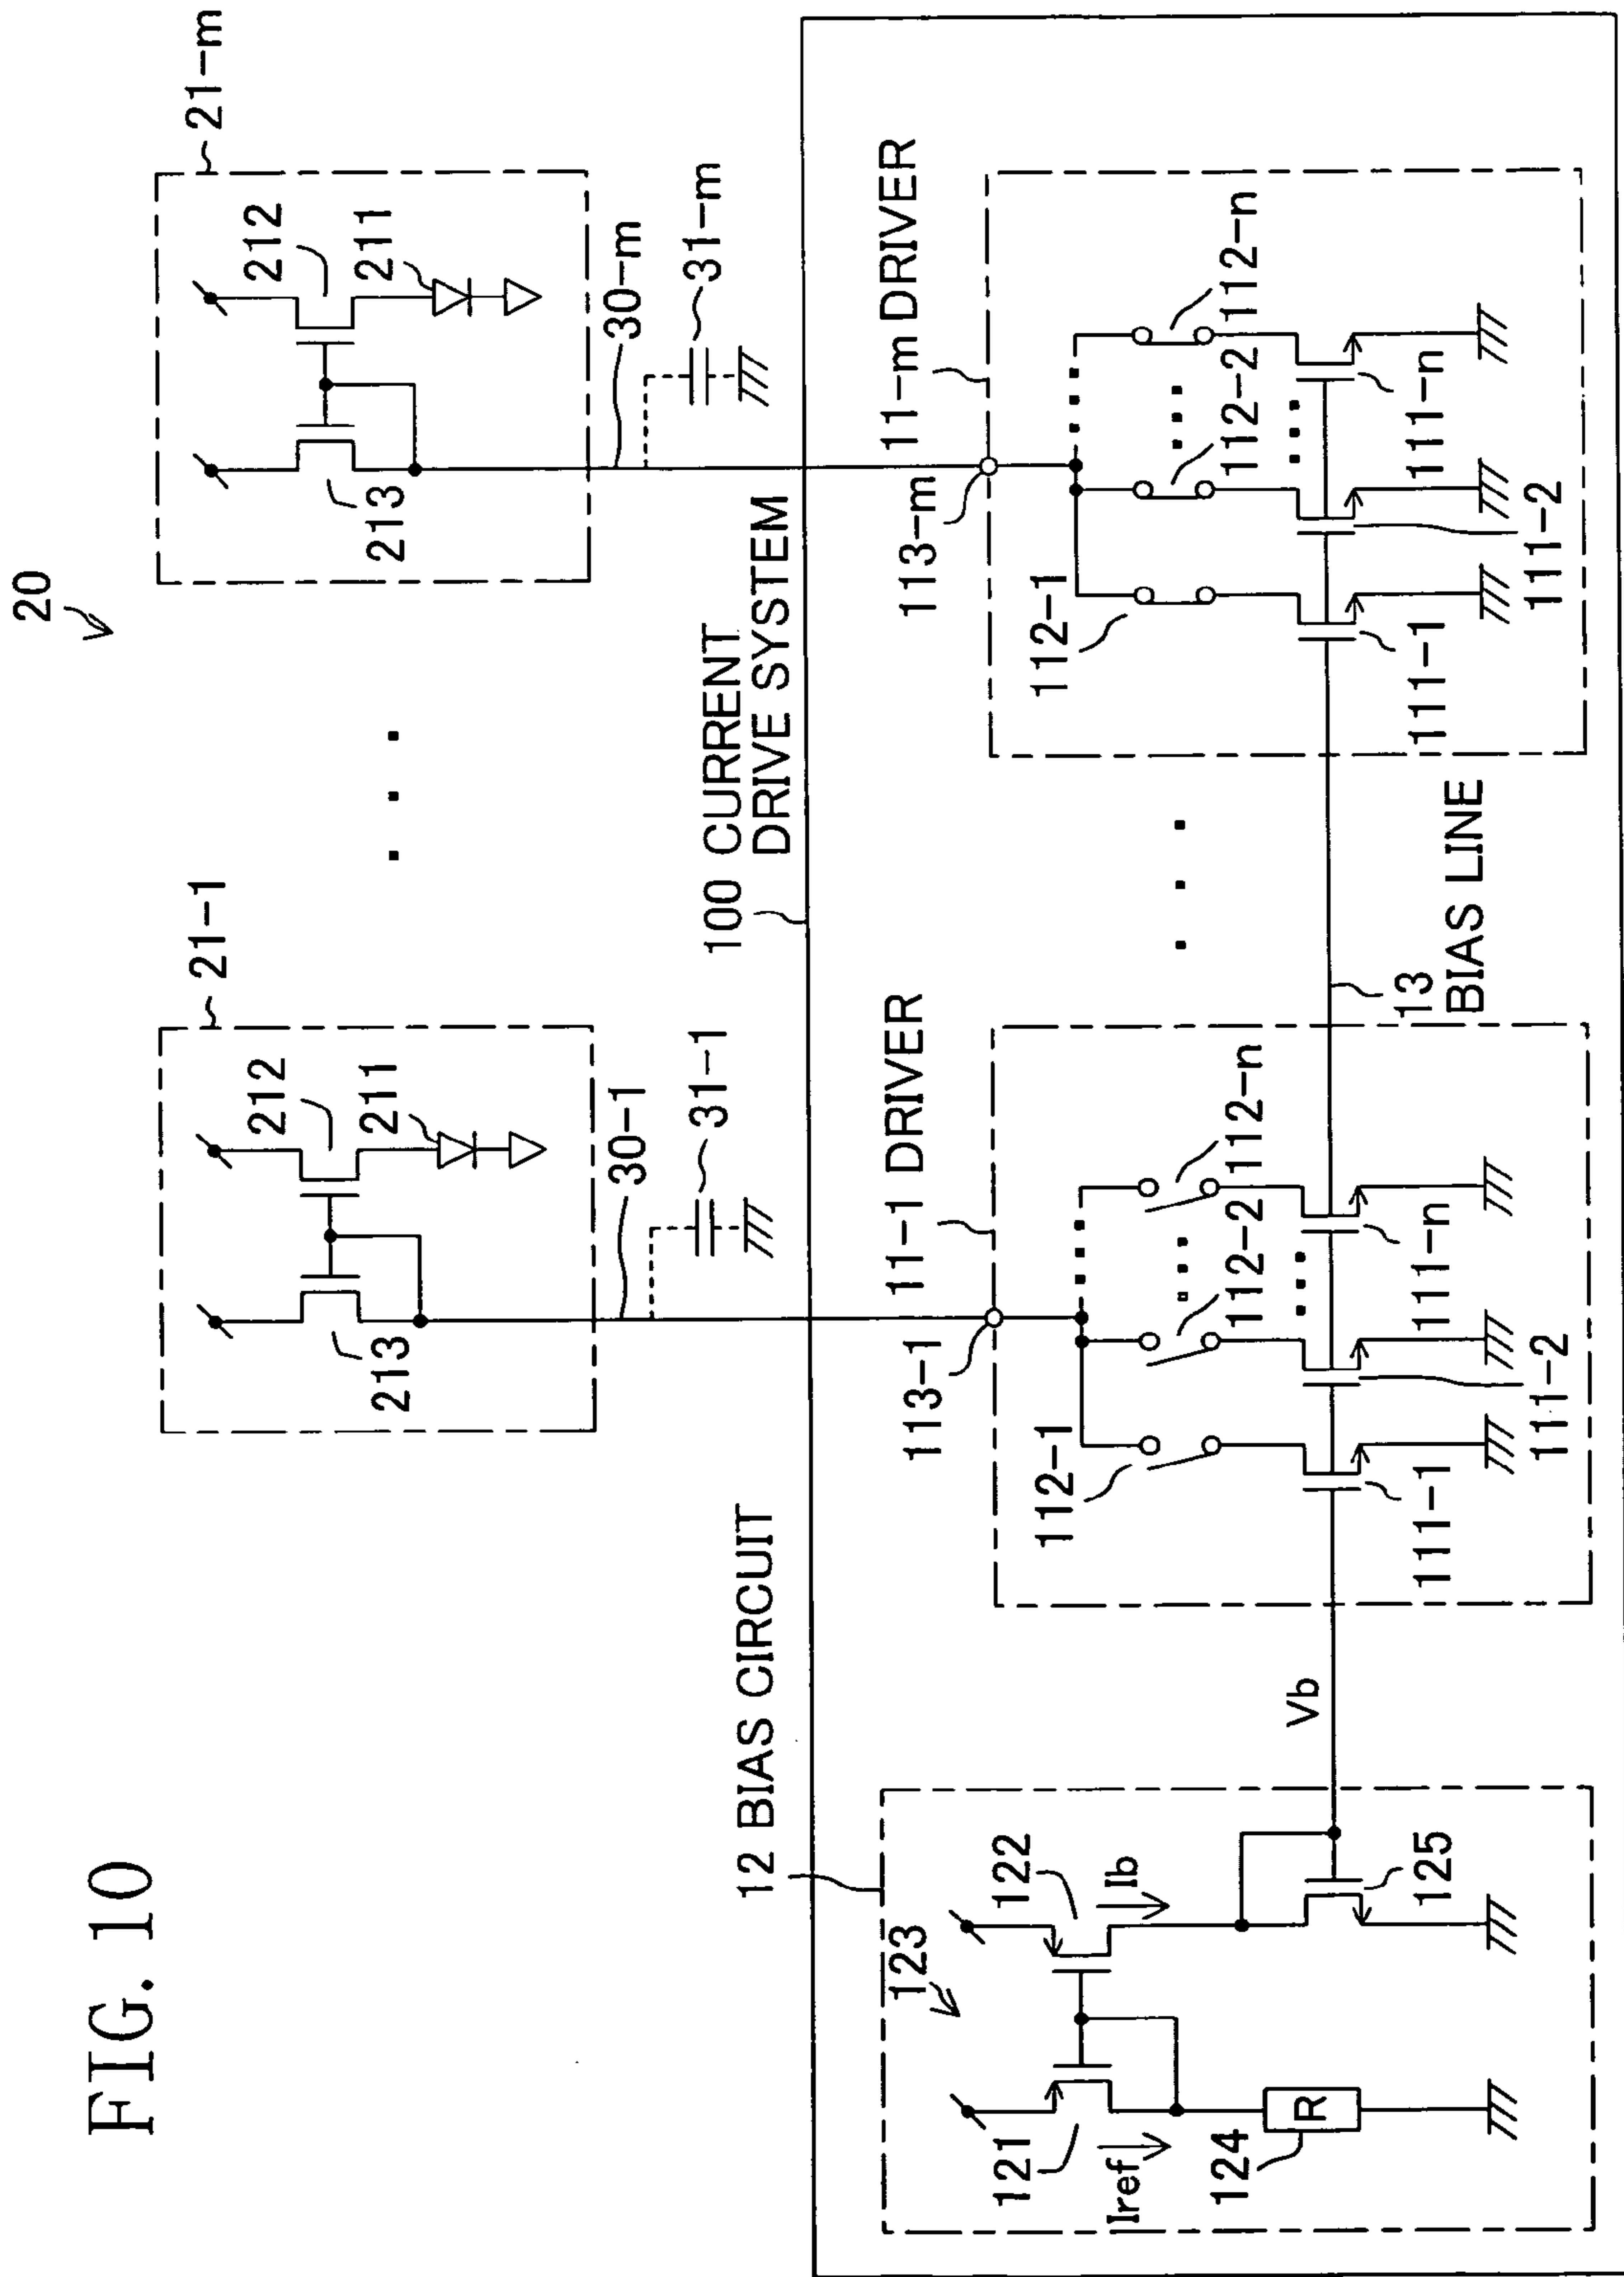 FIG. 10
20
21-1
21-m
212
211
213
212
211
213
30-1
31-1
30-m
31-m
100 CURRENT
DRIVE SYSTEM
12 BIAS CIRCUIT
123
121
122
Iref
Ib
124
R
125
Vb
11-1 DRIVER
113-1
112-1
112-2
112-n
111-1
111-2
111-n
13
BIAS LINE
11-m DRIVER
113-m
112-1
112-2
112-n
111-1
111-2
111-n